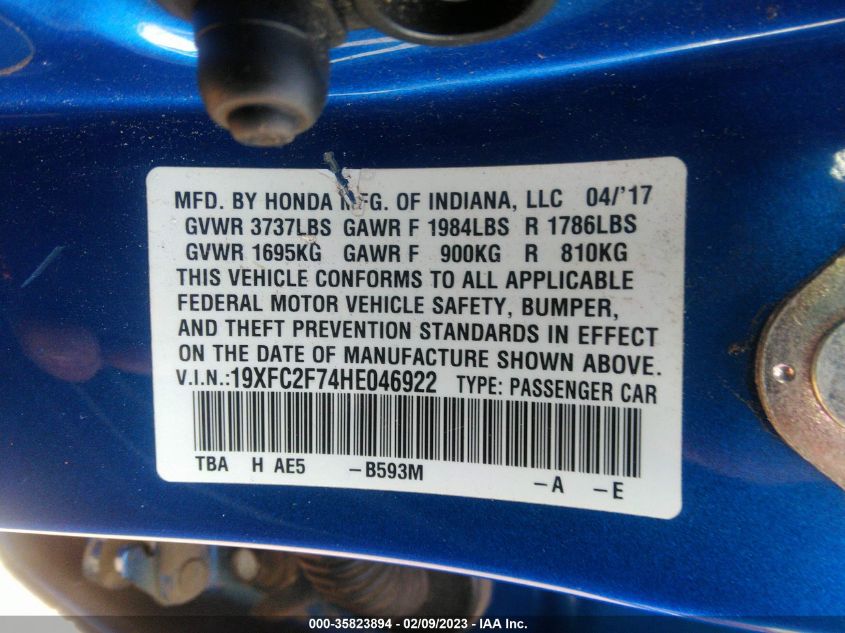 MFD. BY HONDA MFG. OF INDIANA, LLC 04/'17
GVWR 3737LBS GAWR F 1984LBS R 1786LBS
GVWR 1695KG GAWR F 900KG R 810KG
THIS VEHICLE CONFORMS TO ALL APPLICABLE
FEDERAL MOTOR VEHICLE SAFETY, BUMPER,
AND THEFT PREVENTION STANDARDS IN EFFECT
ON THE DATE OF MANUFACTURE SHOWN ABOVE.
V.I.N.:19XFC2F74HE046922 TYPE: PASSENGER CAR
TBA H AE5 –B593M
–A –E
000-35823894 - 02/09/2023 - IAA Inc.